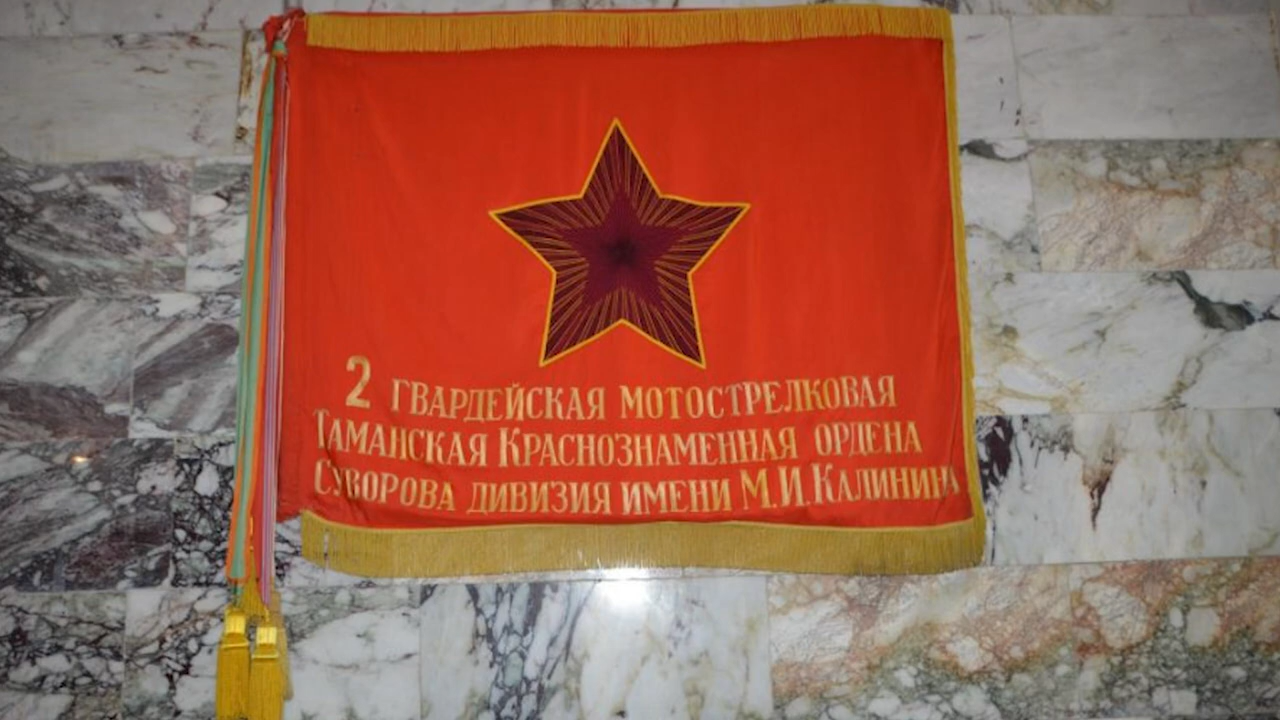 2 ГВАРДЕЙСКАЯ МОТОСТРЕЛКОВАЯ
ТАМАНСКАЯ КРАСНОЗНАМЕННАЯ ОРДЕНА
СУВОРОВА ДИВИЗИЯ ИМЕНИ М.И.КАЛИНИНА